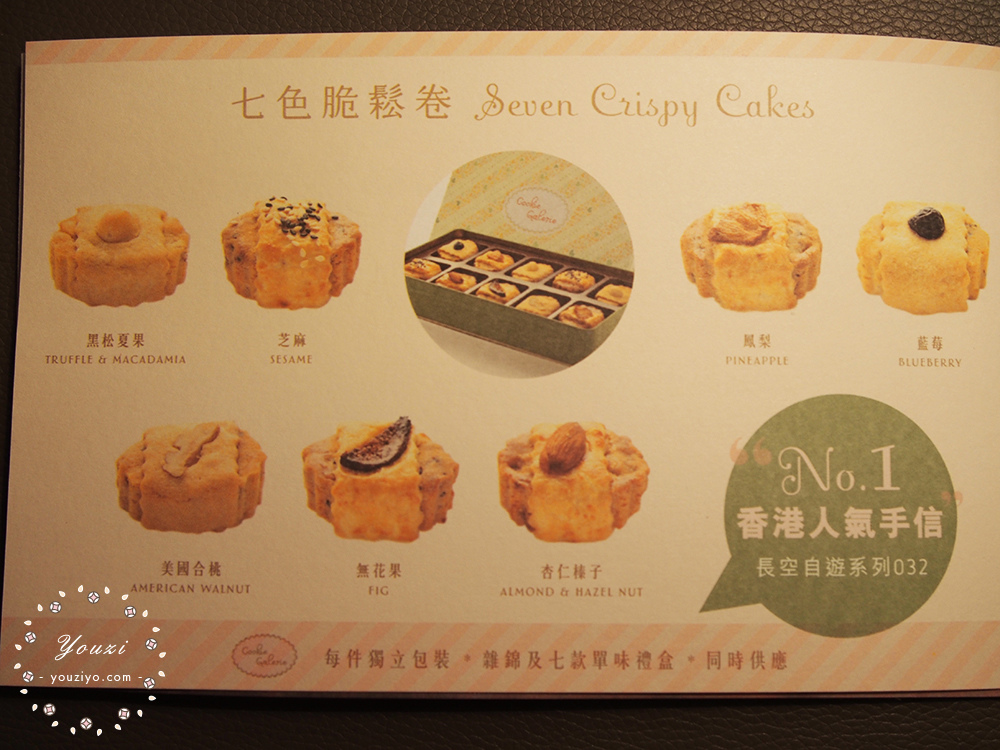 七色脆鬆卷 Seven Crispy Cakes
Cookie
Galerie
黑松夏果
TRUFFLE & MACADAMIA
芝麻
SESAME
鳳梨
PINEAPPLE
藍莓
BLUEBERRY
美國合桃
AMERICAN WALNUT
無花果
FIG
杏仁榛子
ALMOND & HAZEL NUT
“No.1
香港人氣手信”
長空自遊系列032
Cookie
Galerie
每件獨立包裝 • 雜錦及七款單味禮盒 • 同時供應
Youzi
- youziyo.com -